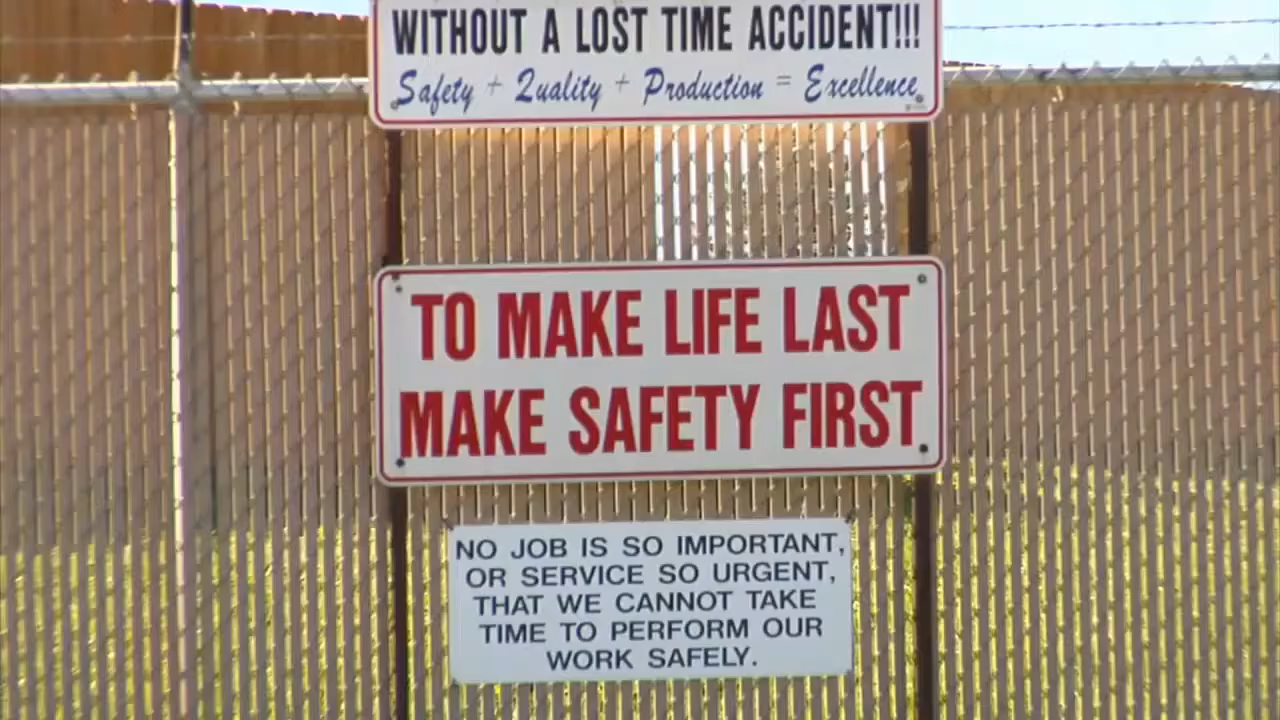 WITHOUT A LOST TIME ACCIDENT!!!
Safety + Quality + Production = Excellence
TO MAKE LIFE LAST
MAKE SAFETY FIRST
NO JOB IS SO IMPORTANT,
OR SERVICE SO URGENT,
THAT WE CANNOT TAKE
TIME TO PERFORM OUR
WORK SAFELY.